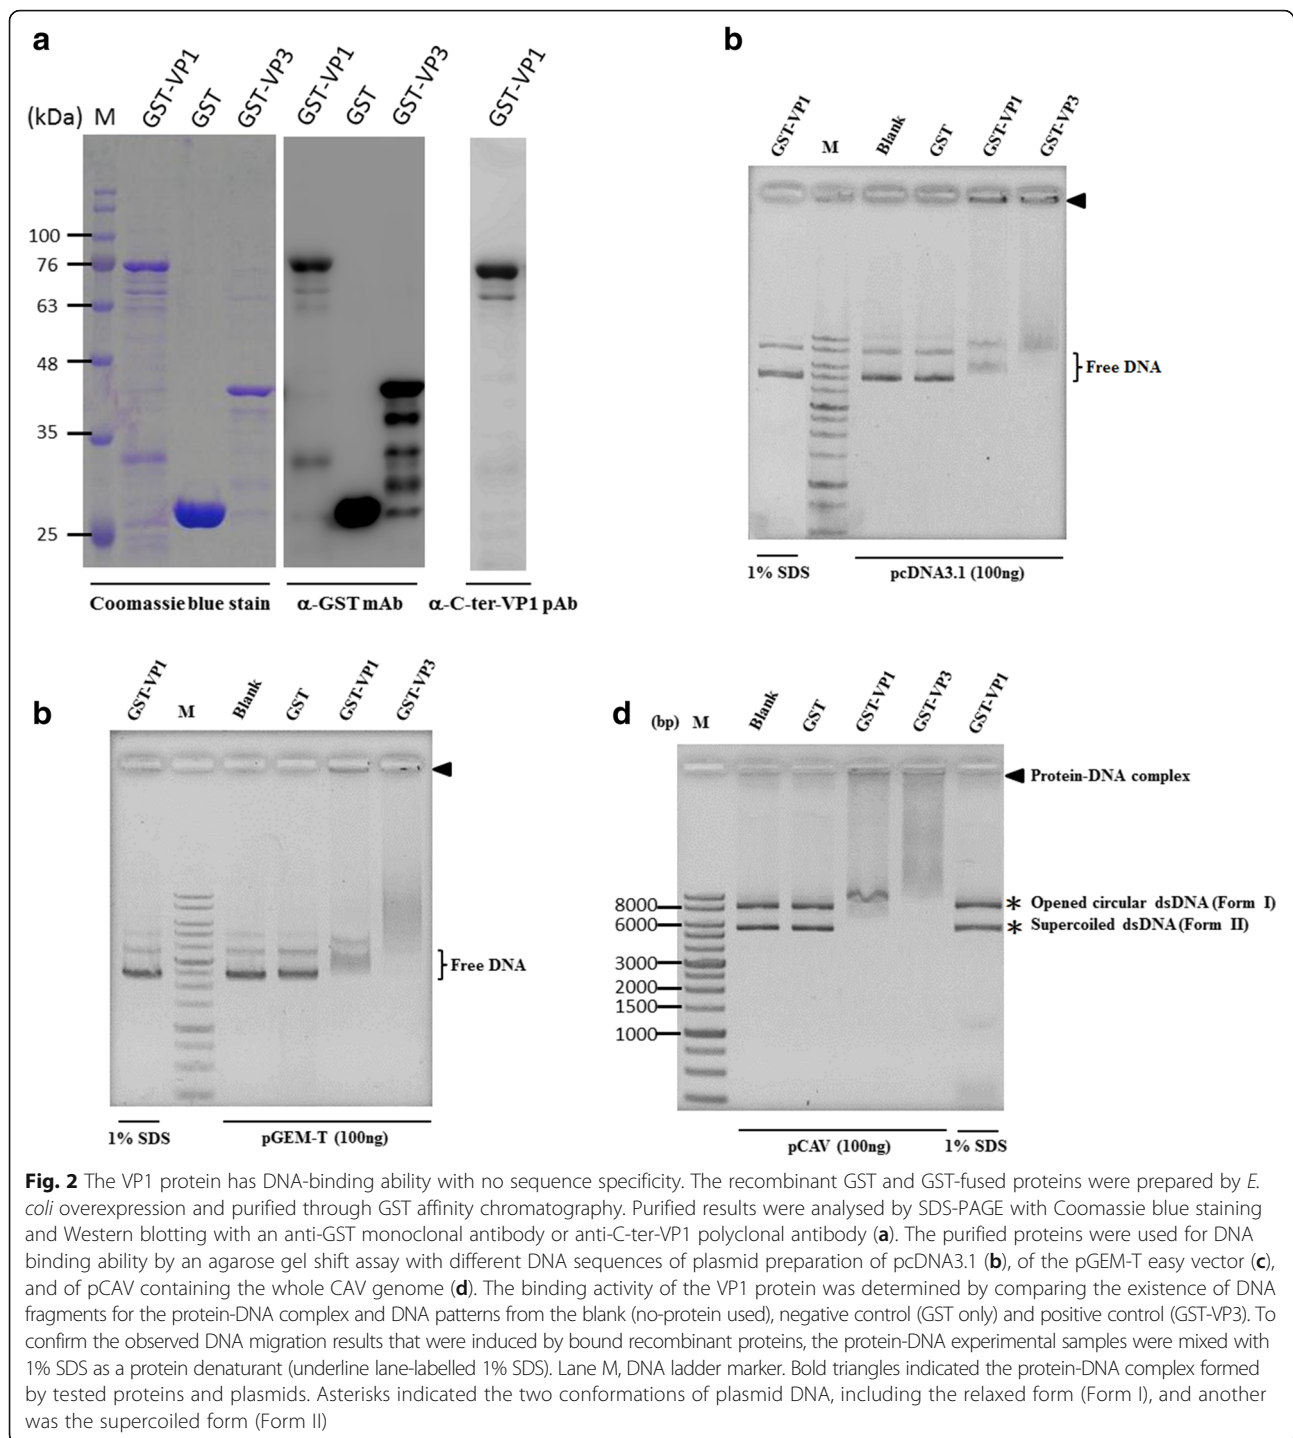 a
(kDa) M GST-VP1 GST GST-VP3 GST-VP1 GST GST-VP3 GST-VP1
100
76
63
48
35
25
Coomassie blue stain α-GST mAb α-C-ter-VP1 pAb
b
GST-VP1 M Blank GST GST-VP1 GST-VP3
Free DNA
1% SDS pcDNA3.1 (100ng)
b
GST-VP1 M Blank GST GST-VP1 GST-VP3
Free DNA
1% SDS pGEM-T (100ng)
d
(bp) M Blank GST GST-VP1 GST-VP3 GST-VP1
Protein-DNA complex
8000 * Opened circular dsDNA (Form I)
6000 * Supercoiled dsDNA (Form II)
3000
2000
1500
1000
pCAV (100ng) 1% SDS
Fig. 2 The VP1 protein has DNA-binding ability with no sequence specificity. The recombinant GST and GST-fused proteins were prepared by E.
coli overexpression and purified through GST affinity chromatography. Purified results were analysed by SDS-PAGE with Coomassie blue staining
and Western blotting with an anti-GST monoclonal antibody or anti-C-ter-VP1 polyclonal antibody (a). The purified proteins were used for DNA
binding ability by an agarose gel shift assay with different DNA sequences of plasmid preparation of pcDNA3.1 (b), of the pGEM-T easy vector (c),
and of pCAV containing the whole CAV genome (d). The binding activity of the VP1 protein was determined by comparing the existence of DNA
fragments for the protein-DNA complex and DNA patterns from the blank (no-protein used), negative control (GST only) and positive control (GST-VP3). To
confirm the observed DNA migration results that were induced by bound recombinant proteins, the protein-DNA experimental samples were mixed with
1% SDS as a protein denaturant (underline lane-labelled 1% SDS). Lane M, DNA ladder marker. Bold triangles indicated the protein-DNA complex formed
by tested proteins and plasmids. Asterisks indicated the two conformations of plasmid DNA, including the relaxed form (Form I), and another
was the supercoiled form (Form II)